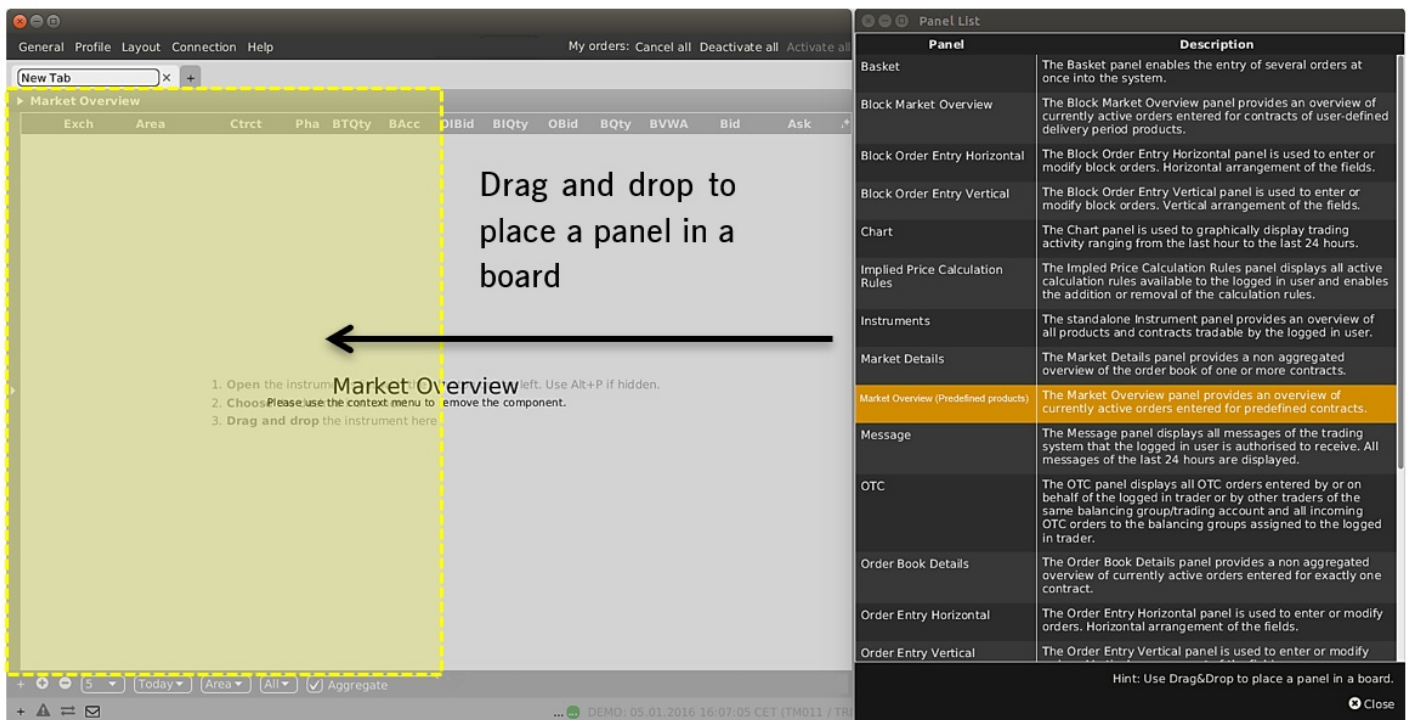 General Profile Layout Connection Help
My orders: Cancel all Deactivate all Activate all
New Tab × +
Market Overview
Exch Area Ctrct Pha BTQty BAcc OIBid BIQty OBid BQty BVWA Bid Ask
Drag and drop to
place a panel in a
board
1. Open the instrum left. Use Alt+P if hidden.
Market Overview
2. Choose
Please use the context menu to remove the component.
3. Drag and drop the instrument here
+ 5 Today Area All Aggregate
... DEMO: 05.01.2016 16:07:05 CET (TM011 / TRI
Panel List
Panel Description
Basket
The Basket panel enables the entry of several orders at
once into the system.
Block Market Overview
The Block Market Overview panel provides an overview of
currently active orders entered for contracts of user-defined
delivery period products.
Block Order Entry Horizontal
The Block Order Entry Horizontal panel is used to enter or
modify block orders. Horizontal arrangement of the fields.
Block Order Entry Vertical
The Block Order Entry Vertical panel is used to enter or
modify block orders. Vertical arrangement of the fields.
Chart
The Chart panel is used to graphically display trading
activity ranging from the last hour to the last 24 hours.
Implied Price Calculation
Rules
The Impled Price Calculation Rules panel displays all active
calculation rules available to the logged in user and enables
the addition or removal of the calculation rules.
Instruments
The standalone Instrument panel provides an overview of
all products and contracts tradable by the logged in user.
Market Details
The Market Details panel provides a non aggregated
overview of the order book of one or more contracts.
Market Overview (Predefined products)
The Market Overview panel provides an overview of
currently active orders entered for predefined contracts.
Message
The Message panel displays all messages of the trading
system that the logged in user is authorised to receive. All
messages of the last 24 hours are displayed.
OTC
The OTC panel displays all OTC orders entered by or on
behalf of the logged in trader or by other traders of the
same balancing group/trading account and all incoming
OTC orders to the balancing groups assigned to the logged
in trader.
Order Book Details
The Order Book Details panel provides a non aggregated
overview of currently active orders entered for exactly one
contract.
Order Entry Horizontal
The Order Entry Horizontal panel is used to enter or modify
orders. Horizontal arrangement of the fields.
Order Entry Vertical
The Order Entry Vertical panel is used to enter or modify
Hint: Use Drag&Drop to place a panel in a board.
Close